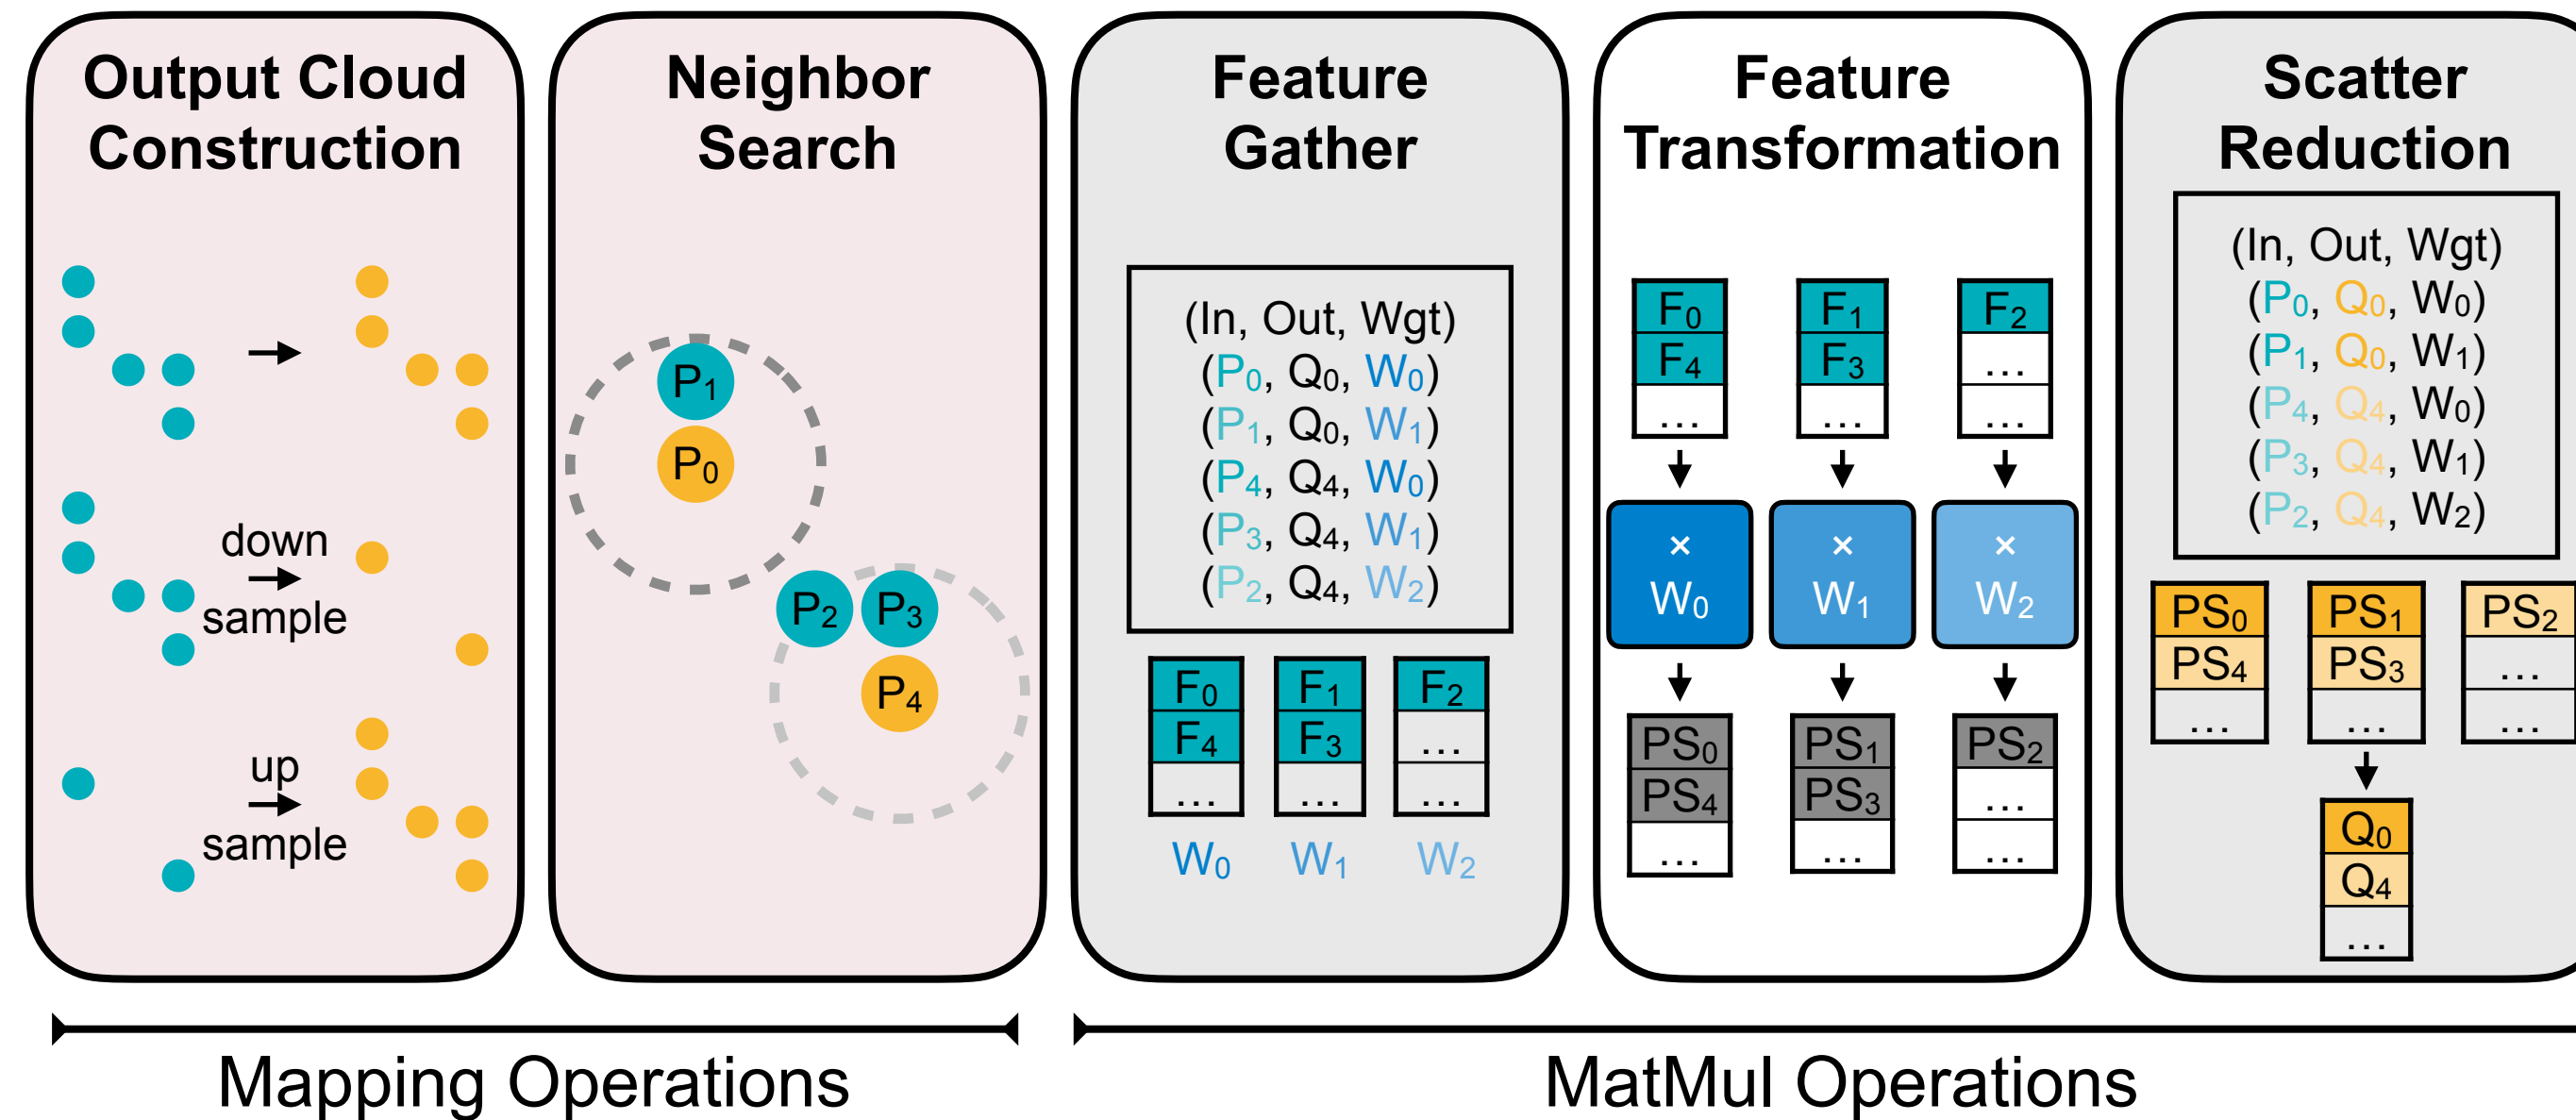 Output Cloud
Construction
down
sample
up
sample
Neighbor
Search
P1
P0
P2 P3
P4
Feature
Gather
(In, Out, Wgt)
(P0, Q0, W0)
(P1, Q0, W1)
(P4, Q4, W0)
(P3, Q4, W1)
(P2, Q4, W2)
F0 F1 F2
F4 F3 ...
... ... ...
W0 W1 W2
Feature
Transformation
F0 F1 F2
F4 F3 ...
... ... ...
× × ×
W0 W1 W2
PS0 PS1 PS2
PS4 PS3 ...
... ... ...
Scatter
Reduction
(In, Out, Wgt)
(P0, Q0, W0)
(P1, Q0, W1)
(P4, Q4, W0)
(P3, Q4, W1)
(P2, Q4, W2)
PS0 PS1 PS2
PS4 PS3 ...
... ... ...
Q0
Q4
...
Mapping Operations
MatMul Operations